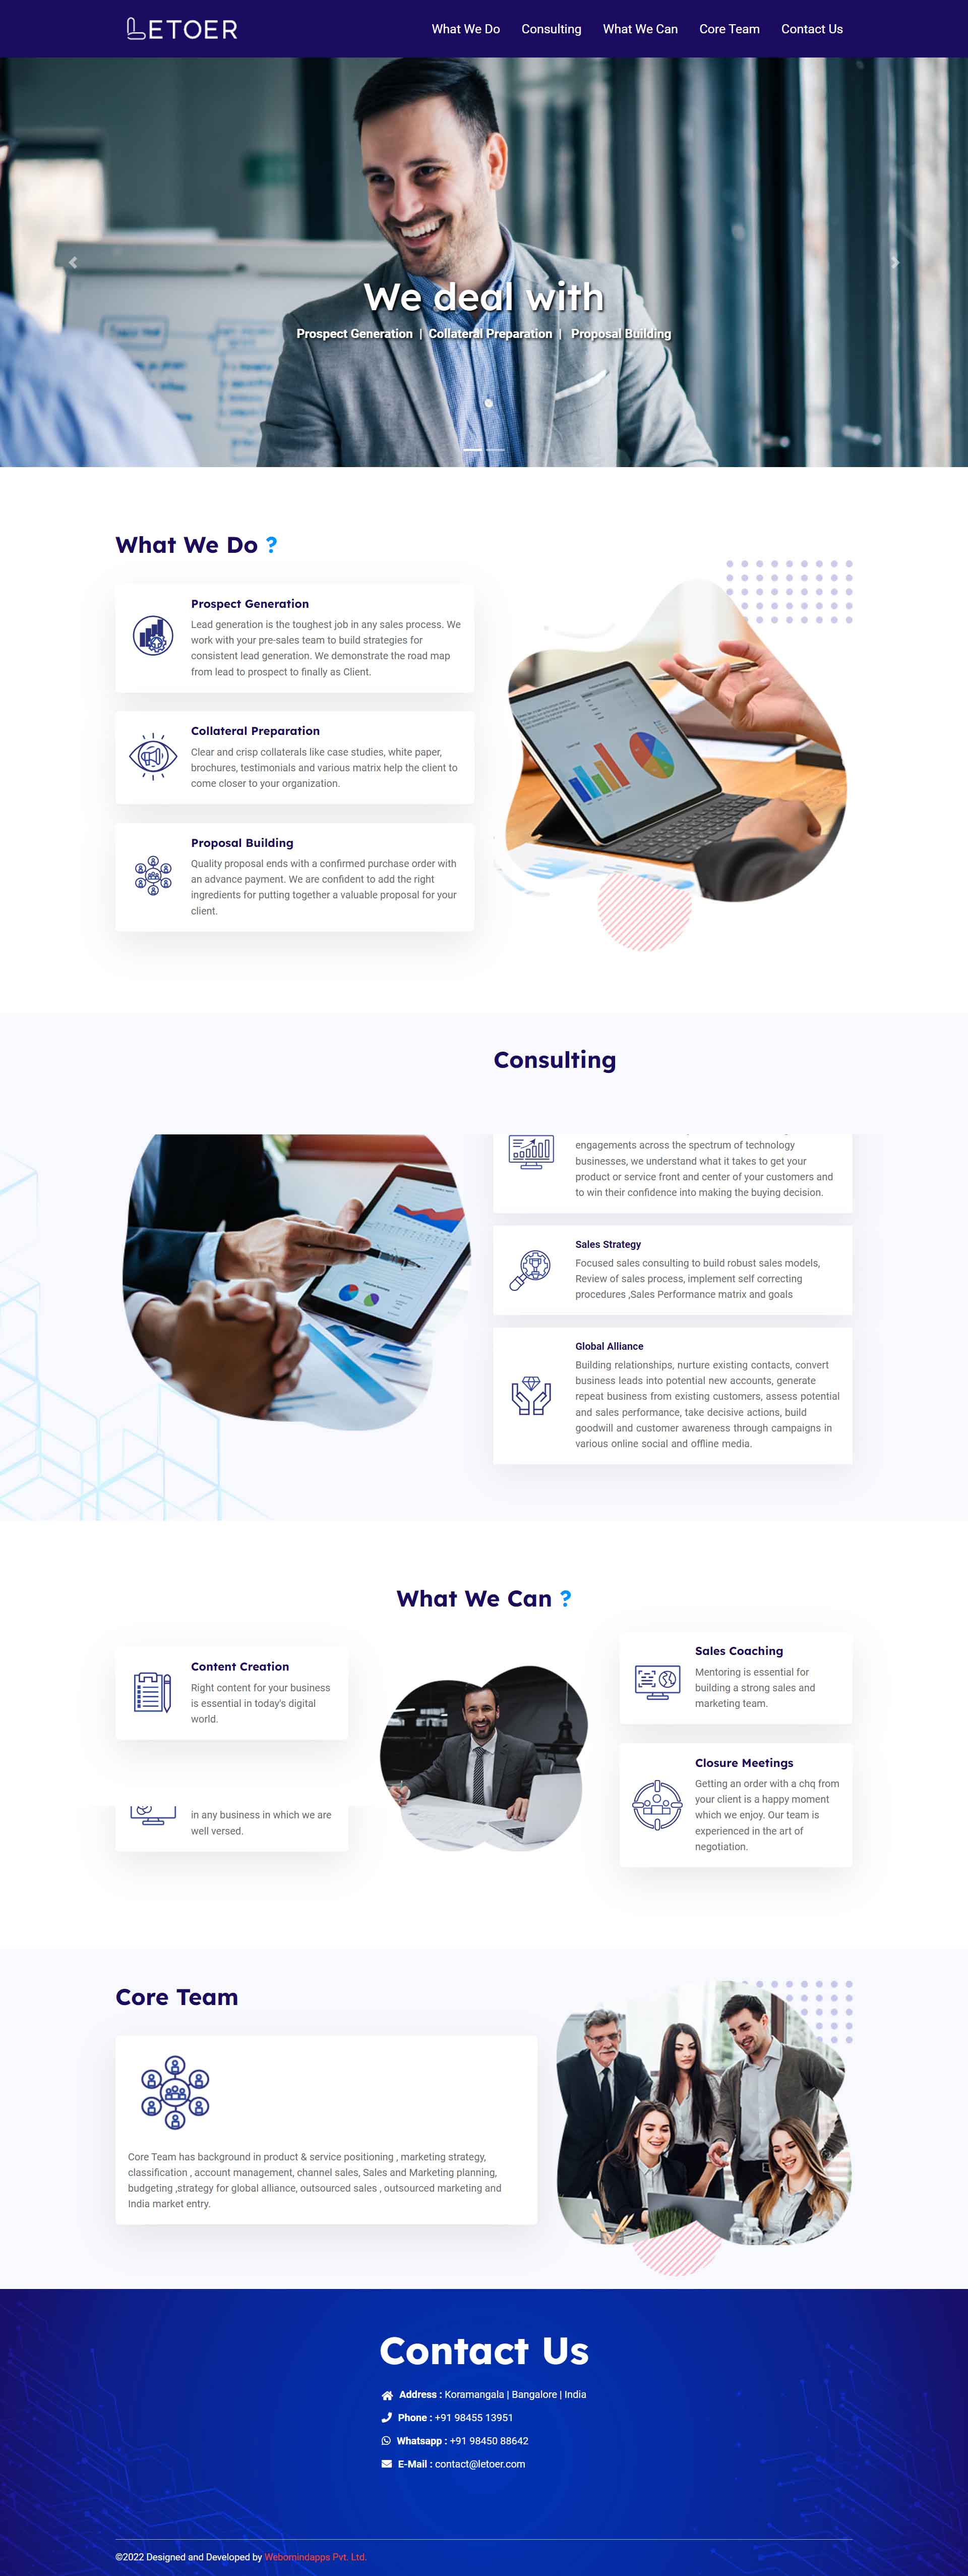 LETOER
What We Do Consulting What We Can Core Team Contact Us
We deal with
Prospect Generation | Collateral Preparation | Proposal Building
What We Do ?
Prospect Generation
Lead generation is the toughest job in any sales process. We
work with your pre-sales team to build strategies for
consistent lead generation. We demonstrate the road map
from lead to prospect to finally as Client.
Collateral Preparation
Clear and crisp collaterals like case studies, white paper,
brochures, testimonials and various matrix help the client to
come closer to your organization.
Proposal Building
Quality proposal ends with a confirmed purchase order with
an advance payment. We are confident to add the right
ingredients for putting together a valuable proposal for your
client.
Consulting
engagements across the spectrum of technology
businesses, we understand what it takes to get your
product or service front and center of your customers and
to win their confidence into making the buying decision.
Sales Strategy
Focused sales consulting to build robust sales models,
Review of sales process, implement self correcting
procedures ,Sales Performance matrix and goals
Global Alliance
Building relationships, nurture existing contacts, convert
business leads into potential new accounts, generate
repeat business from existing customers, assess potential
and sales performance, take decisive actions, build
goodwill and customer awareness through campaigns in
various online social and offline media.
What We Can ?
Content Creation
Right content for your business
is essential in today's digital
world.
in any business in which we are
well versed.
Sales Coaching
Mentoring is essential for
building a strong sales and
marketing team.
Closure Meetings
Getting an order with a chq from
your client is a happy moment
which we enjoy. Our team is
experienced in the art of
negotiation.
Core Team
Core Team has background in product & service positioning , marketing strategy,
classification , account management, channel sales, Sales and Marketing planning,
budgeting ,strategy for global alliance, outsourced sales , outsourced marketing and
India market entry.
Contact Us
Address : Koramangala | Bangalore | India
Phone : +91 98455 13951
Whatsapp : +91 98450 88642
E-Mail : contact@letoer.com
©2022 Designed and Developed by Webomindapps Pvt. Ltd.